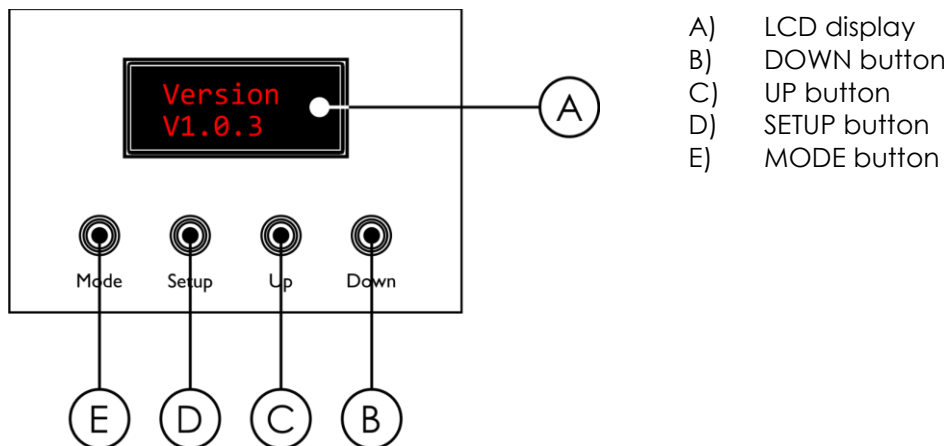 Version
V1.0.3
A
Mode Setup Up Down
E D C B
A) LCD display
B) DOWN button
C) UP button
D) SETUP button
E) MODE button